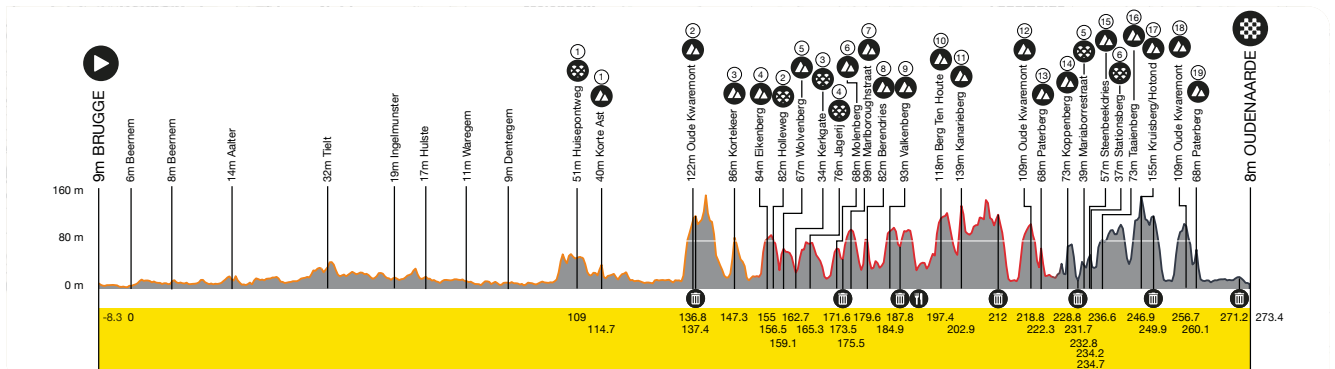 9m BRUGGE
6m Beernem
8m Beernem
14m Aalter
32m Tielt
19m Ingelmunster
17m Hulste
11m Waregem
9m Dentergem
1
51m Huisepontweg
1
40m Korte Ast
2
122m Oude Kwaremont
3
86m Kortekeer
4
84m Eikenberg
2
82m Holleweg
5
67m Wolvenberg
3
34m Kerkgate
4
76m Jagerij
6
68m Molenberg
7
99m Marlboroughstraat
8
82m Berendries
9
93m Valkenberg
10
118m Berg Ten Houte
11
139m Kanarieberg
12
109m Oude Kwaremont
13
68m Paterberg
14
73m Koppenberg
5
39m Mariaborrestraat
15
57m Steenbeekdries
6
37m Stationsberg
16
73m Taaienberg
17
155m Kruisberg/Hotond
18
109m Oude Kwaremont
19
68m Paterberg
8m OUDENAARDE
160 m
80 m
0 m
-8.3 0 109 136.8 147.3 155 162.7 171.6 179.6 187.8 197.4 212 218.8 228.8 236.6 246.9 256.7 271.2 273.4
114.7 137.4 156.5 165.3 173.5 184.9 202.9 222.3 231.7 249.9 260.1
159.1 175.5 232.8
234.2
234.7